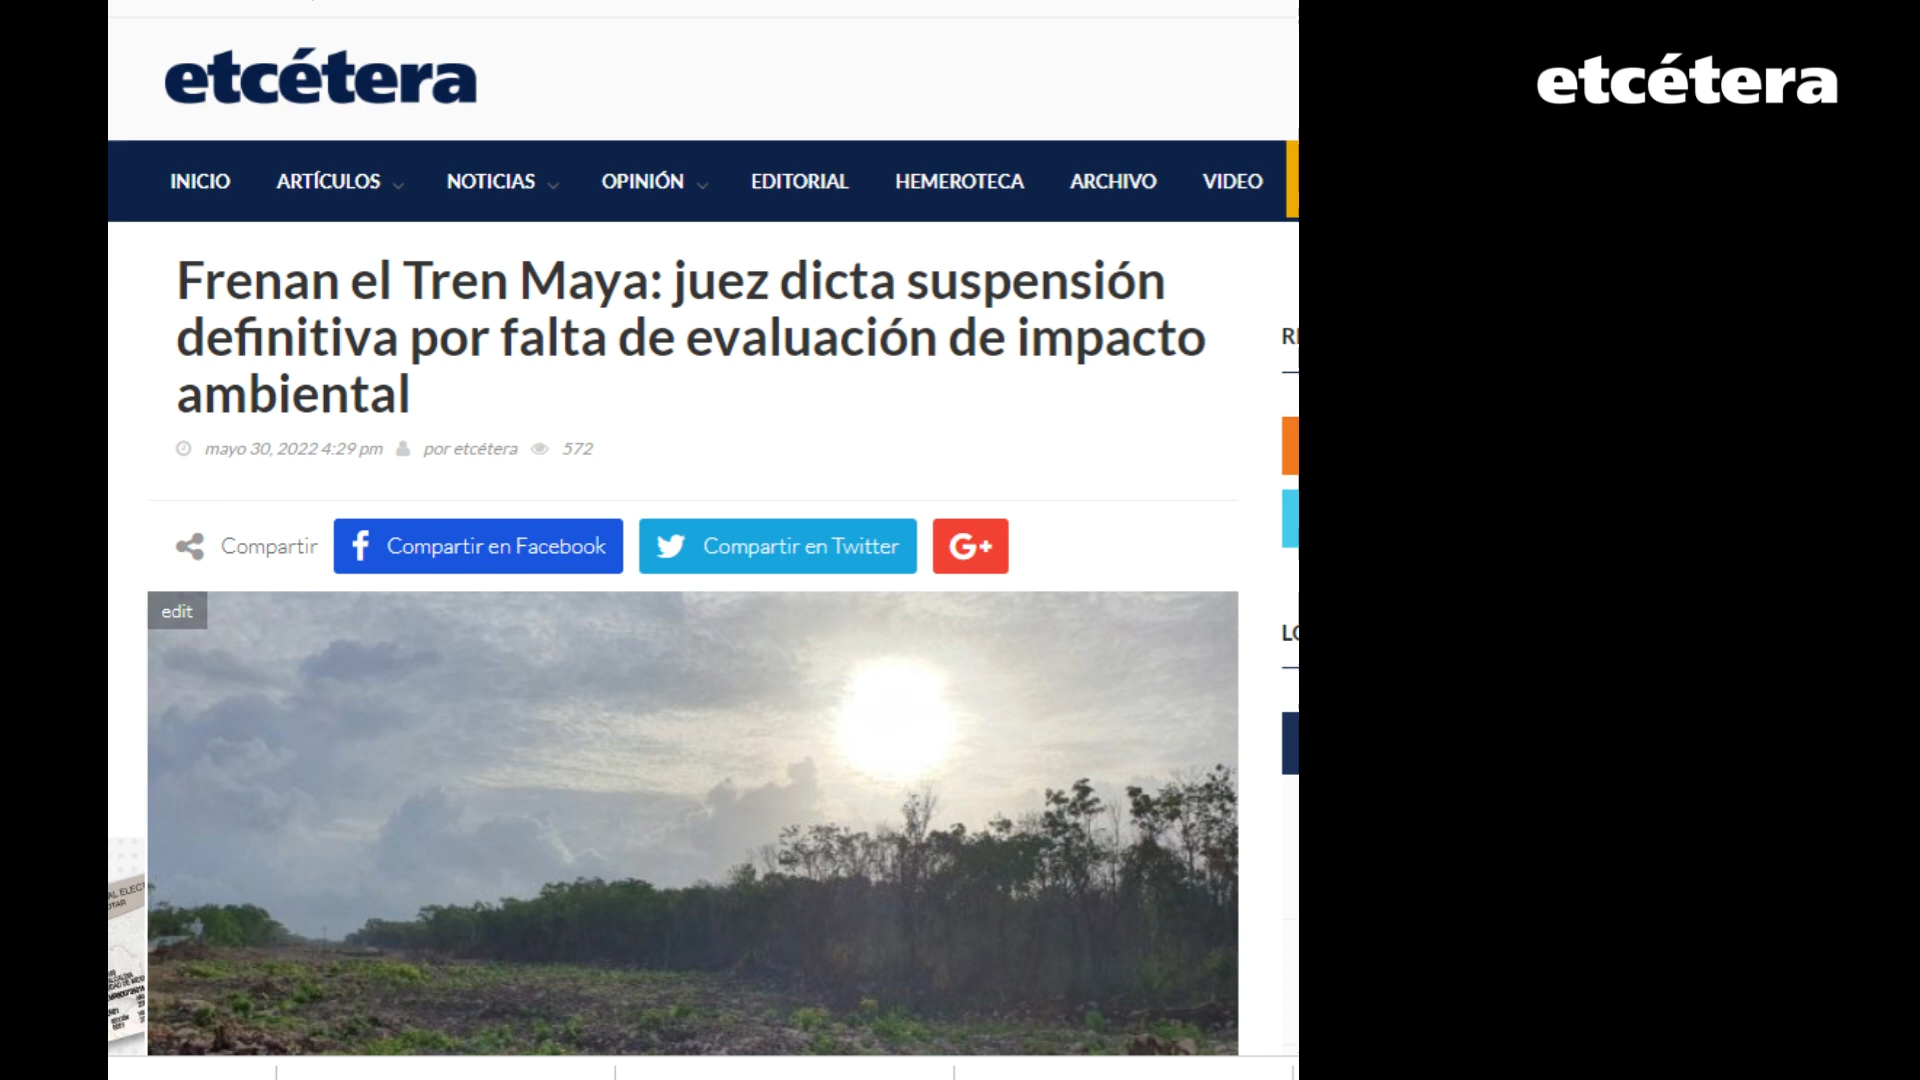 etcétera
etcétera
INICIO ARTÍCULOS NOTICIAS OPINIÓN EDITORIAL HEMEROTECA ARCHIVO VIDEO
Frenan el Tren Maya: juez dicta suspensión
definitiva por falta de evaluación de impacto
ambiental
mayo 30, 2022 4:29 pm por etcétera 572
Compartir Compartir en Facebook Compartir en Twitter G+
edit